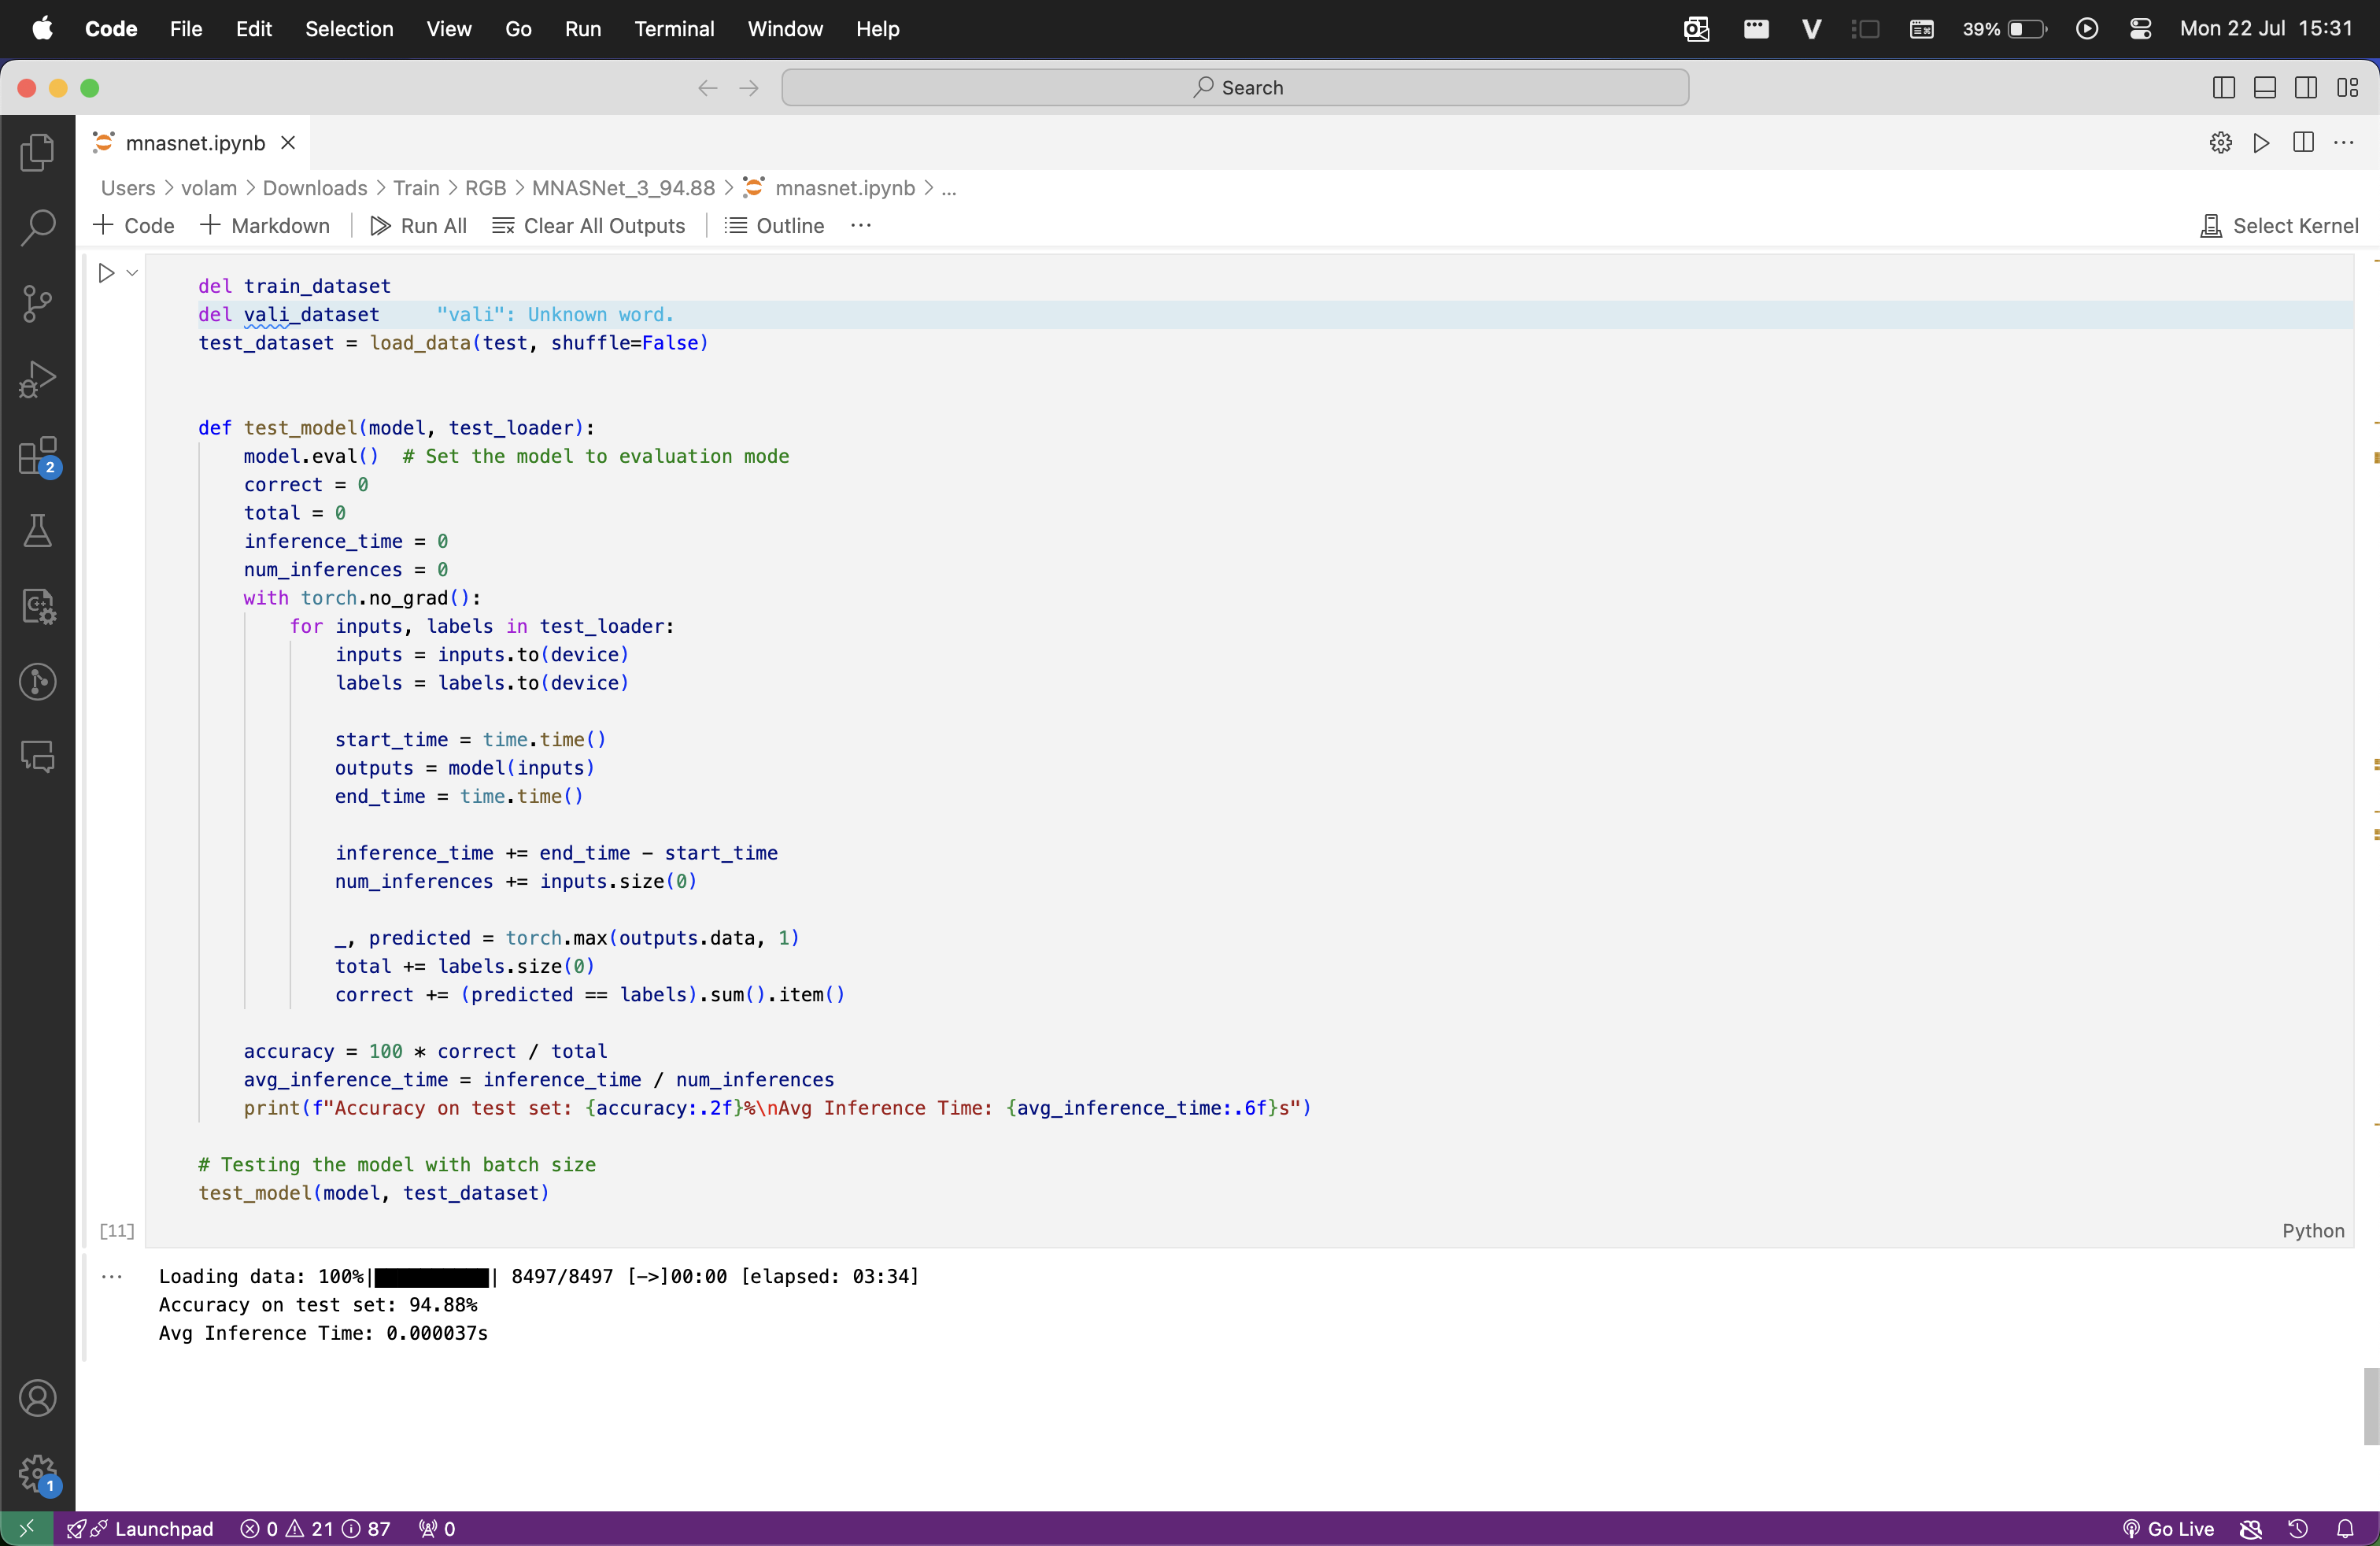 Code File Edit Selection View Go Run Terminal Window Help 39% Mon 22 Jul 15:31
Search
mnasnet.ipynb
Users > volam > Downloads > Train > RGB > MNASNet_3_94.88 > mnasnet.ipynb > ...
+ Code + Markdown Run All Clear All Outputs Outline ... Select Kernel
del train_dataset
del vali_dataset "vali": Unknown word.
test_dataset = load_data(test, shuffle=False)
def test_model(model, test_loader):
model.eval() # Set the model to evaluation mode
correct = 0
total = 0
inference_time = 0
num_inferences = 0
with torch.no_grad():
for inputs, labels in test_loader:
inputs = inputs.to(device)
labels = labels.to(device)
start_time = time.time()
outputs = model(inputs)
end_time = time.time()
inference_time += end_time - start_time
num_inferences += inputs.size(0)
_, predicted = torch.max(outputs.data, 1)
total += labels.size(0)
correct += (predicted == labels).sum().item()
accuracy = 100 * correct / total
avg_inference_time = inference_time / num_inferences
print(f"Accuracy on test set: {accuracy:.2f}%\nAvg Inference Time: {avg_inference_time:.6f}s")
# Testing the model with batch size
test_model(model, test_dataset)
[11] Python
Loading data: 100%|██████████| 8497/8497 [->]00:00 [elapsed: 03:34]
Accuracy on test set: 94.88%
Avg Inference Time: 0.000037s
2
1
Launchpad 0 21 87 0 Go Live